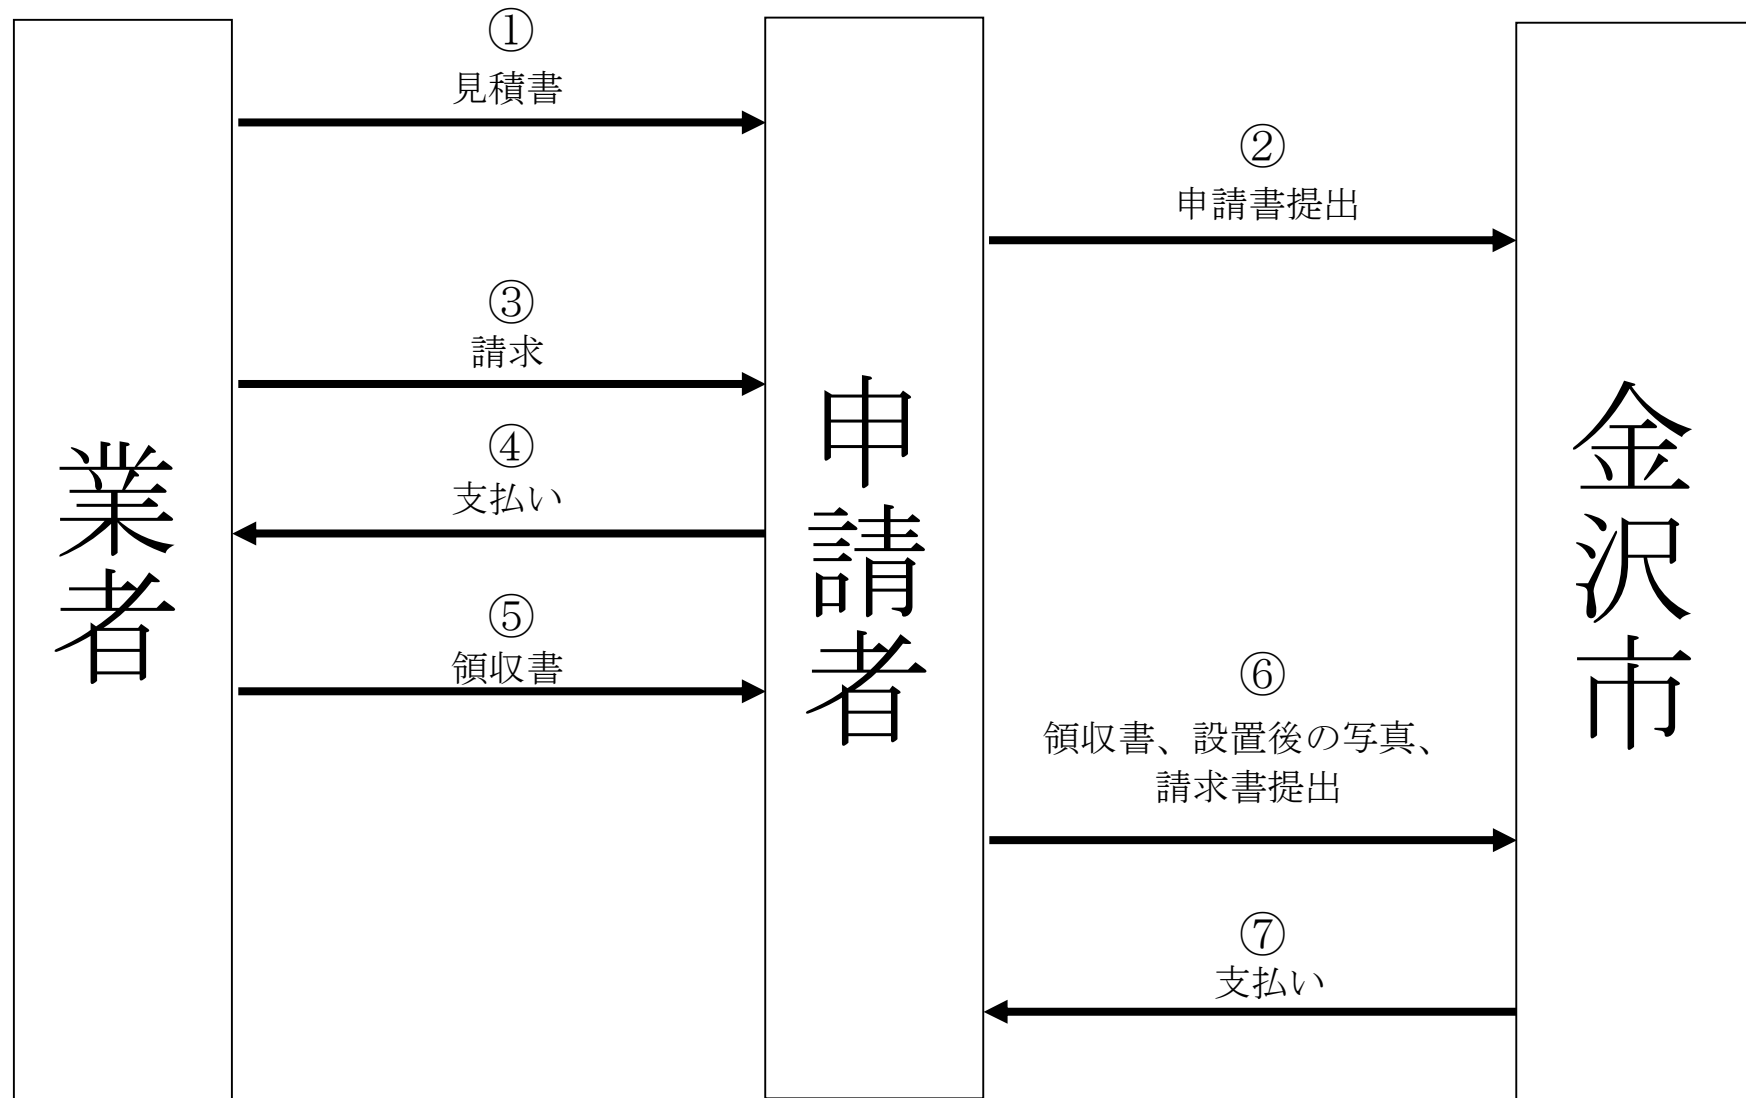 ①
見積書
②
申請書提出
③
請求
④
支払い
⑤
領収書
⑥
領収書、設置後の写真、
請求書提出
⑦
支払い
業者
申請者
金沢市